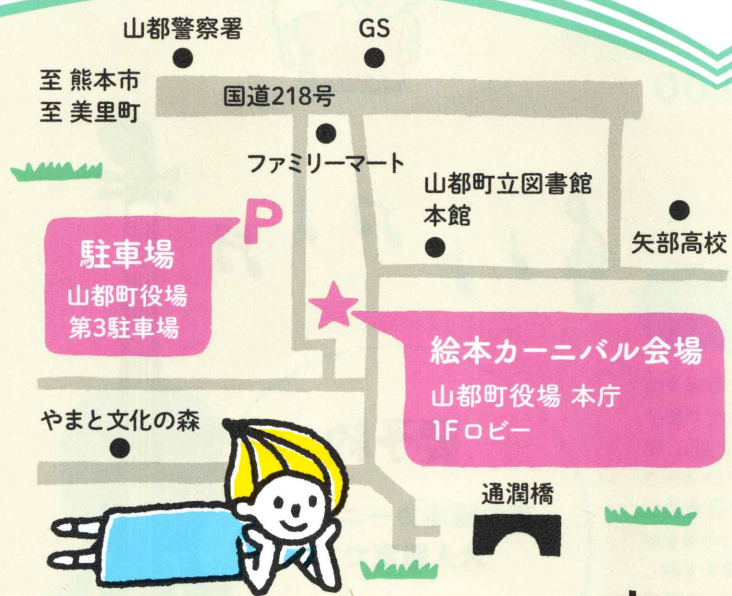 山都警察署
GS
至 熊本市
至 美里町
国道218号
ファミリーマート
山都町立図書館
本館
矢部高校
P
駐車場
山都町役場
第3駐車場
絵本カーニバル会場
山都町役場 本庁
1Fロビー
やまと文化の森
通潤橋